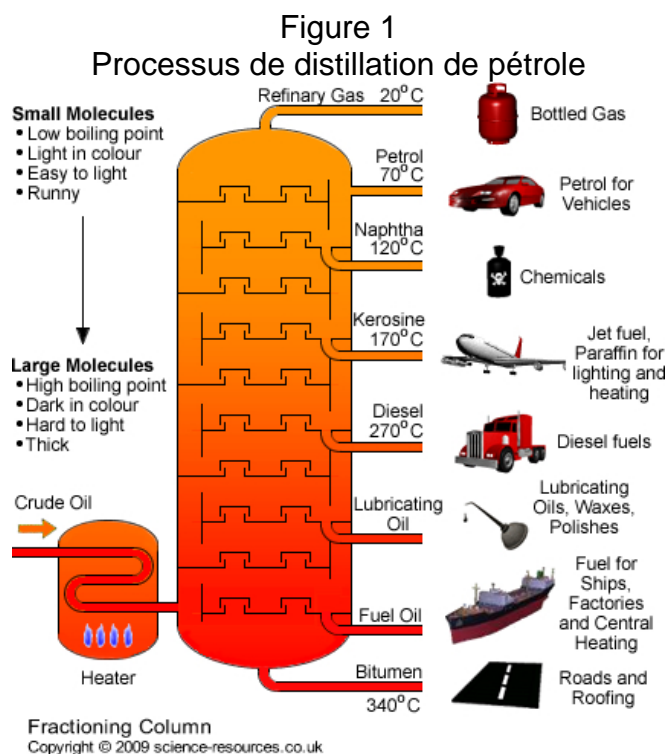 Figure 1
Processus de distillation de pétrole
Refinary Gas 20°C
Small Molecules
• Low boiling point
• Light in colour
• Easy to light
• Runny
Bottled Gas
Petrol
70°C
Petrol for
Vehicles
Naphtha
120°C
Chemicals
Kerosine
170°C
Jet fuel,
Paraffin for
lighting and
heating
Large Molecules
• High boiling point
• Dark in colour
• Hard to light
• Thick
Diesel
270°C
Diesel fuels
Crude Oil
Lubricating
Oil
Lubricating
Oils, Waxes,
Polishes
Fuel Oil
Fuel for
Ships,
Factories
and Central
Heating
Heater
Bitumen
340°C
Roads and
Roofing
Fractioning Column
Copyright © 2009 science-resources.co.uk